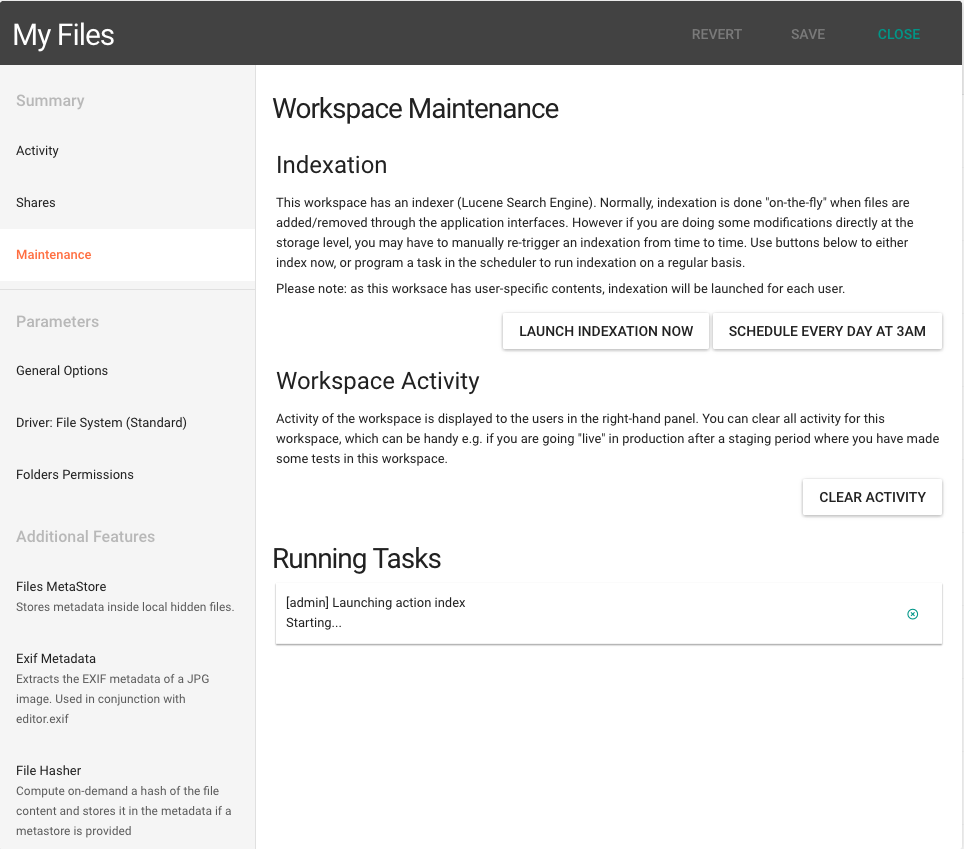 My Files
REVERT
SAVE
CLOSE
Summary
Activity
Shares
Maintenance
Parameters
General Options
Driver: File System (Standard)
Folders Permissions
Additional Features
Files MetaStore
Stores metadata inside local hidden files.
Exif Metadata
Extracts the EXIF metadata of a JPG
image. Used in conjunction with
editor.exif
File Hasher
Compute on-demand a hash of the file
content and stores it in the metadata if a
metastore is provided
Workspace Maintenance
Indexation
This workspace has an indexer (Lucene Search Engine). Normally, indexation is done "on-the-fly" when files are
added/removed through the application interfaces. However if you are doing some modifications directly at the
storage level, you may have to manually re-trigger an indexation from time to time. Use buttons below to either
index now, or program a task in the scheduler to run indexation on a regular basis.
Please note: as this worksace has user-specific contents, indexation will be launched for each user.
LAUNCH INDEXATION NOW
SCHEDULE EVERY DAY AT 3AM
Workspace Activity
Activity of the workspace is displayed to the users in the right-hand panel. You can clear all activity for this
workspace, which can be handy e.g. if you are going "live" in production after a staging period where you have made
some tests in this workspace.
CLEAR ACTIVITY
Running Tasks
[admin] Launching action index
Starting...